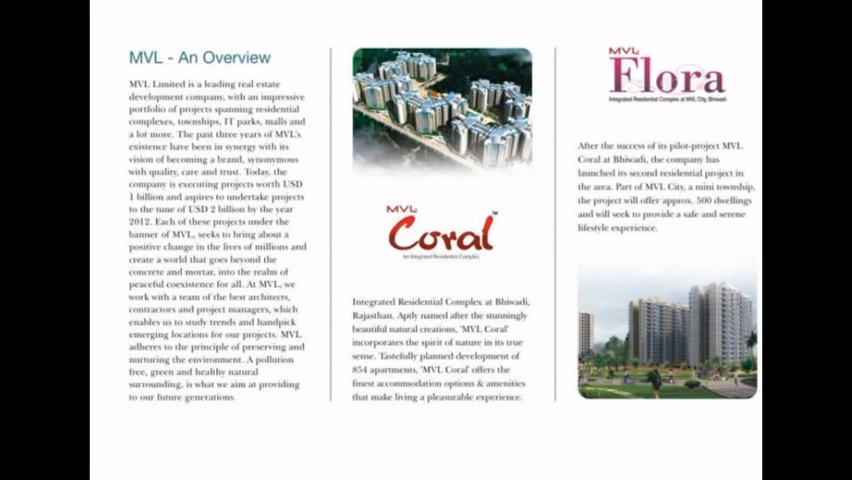 MVL - An Overview
MVL Limited is a leading real estate
development company, with an impressive
portfolio of projects spanning residential
complexes, townships, IT parks, malls and
a lot more. The past three years of MVL's
existence have been in synergy with its
vision of becoming a brand, synonymous
with quality, care and trust. Today, the
company is executing projects worth USD
1 billion and aspires to undertake projects
to the tune of USD 2 billion by the year
2012. Each of these projects under the
banner of MVL, seeks to bring about a
positive change in the lives of millions and
create a world that goes beyond the
concrete and mortar, into the realm of
peaceful coexistence for all. At MVL, we
work with a team of the best architects,
contractors and project managers, which
enables us to study trends and handpick
emerging locations for our projects. MVL
adheres to the principle of preserving and
nurturing the environment. A pollution
free, green and healthy natural
surrounding, is what we aim at providing
to our future generations.
MVL
Coral™
An Integrated Residential Complex
Integrated Residential Complex at Bhiwadi,
Rajasthan. Aptly named after the stunningly
beautiful natural creations, 'MVL Coral'
incorporates the spirit of nature in its true
sense. Tastefully planned development of
854 apartments, 'MVL Coral' offers the
finest accommodation options & amenities
that make living a pleasurable experience.
MVL
Flora
Integrated Residential Complex at MVL City, Bhiwadi
After the success of its pilot-project MVL
Coral at Bhiwadi, the company has
launched its second residential project in
the area. Part of MVL City, a mini township,
the project will offer approx. 500 dwellings
and will seek to provide a safe and serene
lifestyle experience.